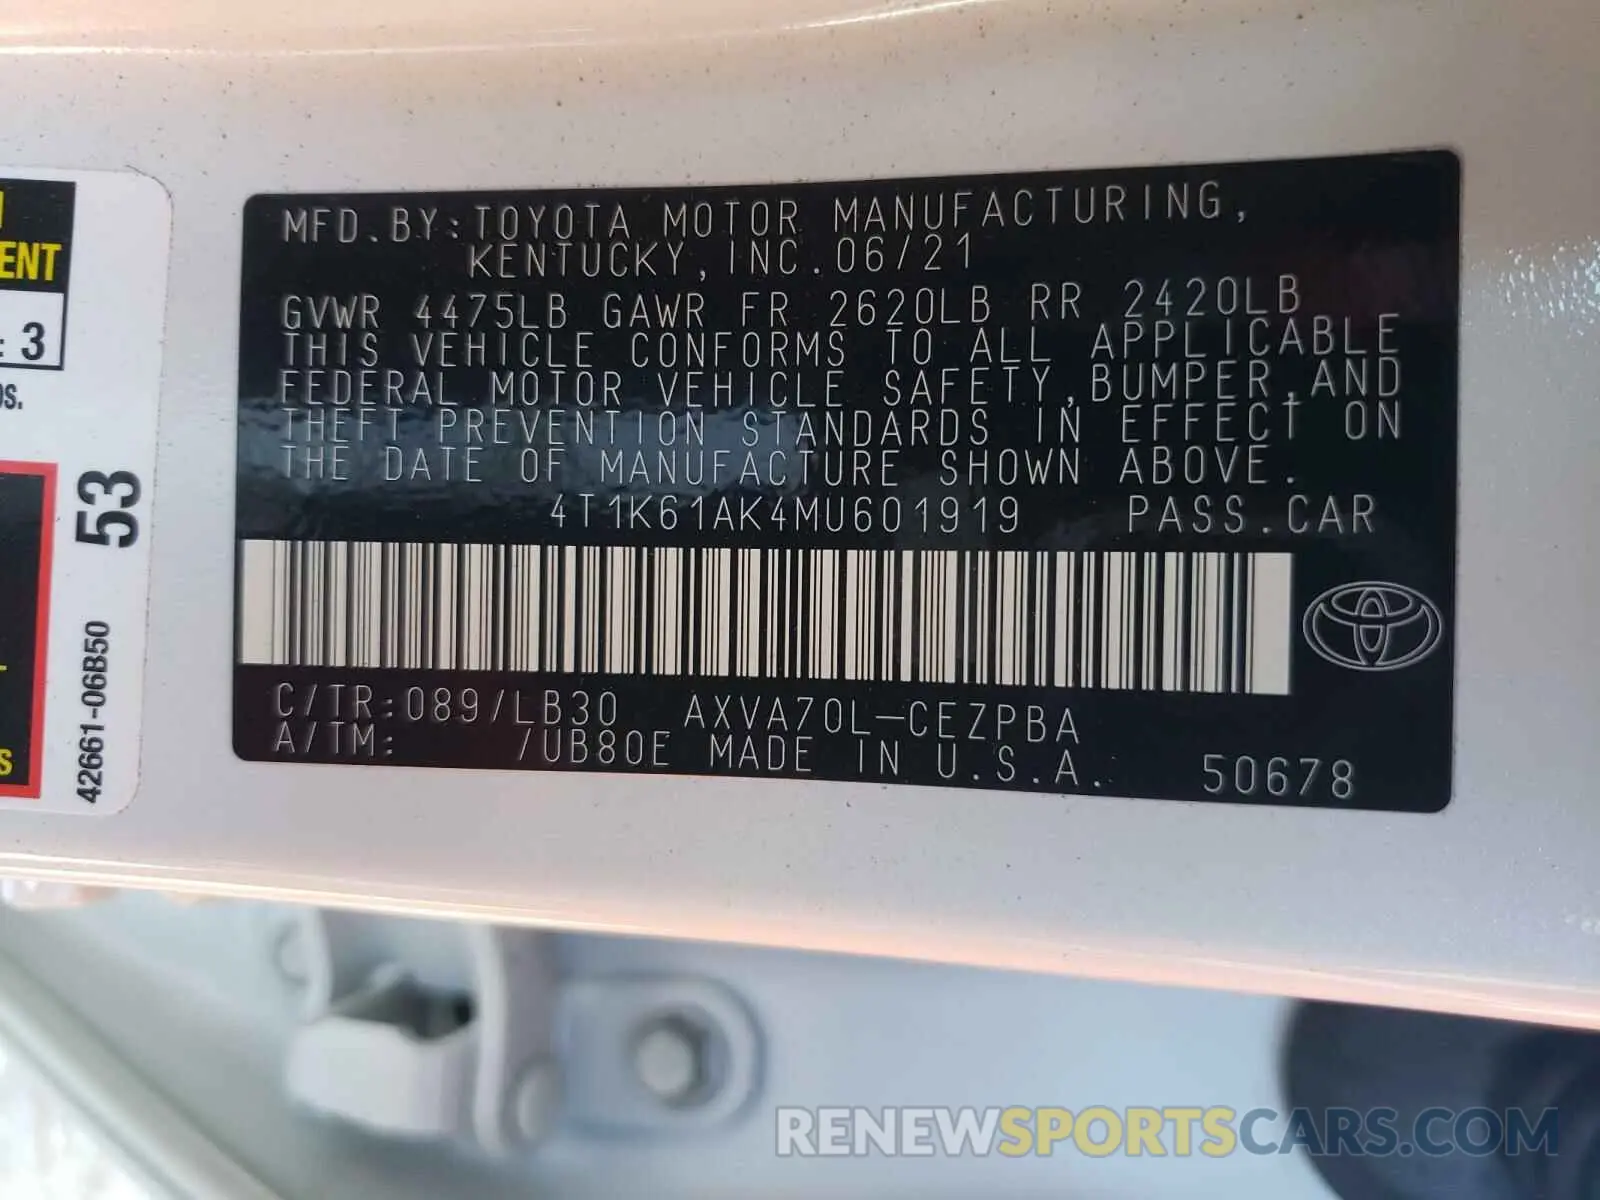 MFD.BY:TOYOTA MOTOR MANUFACTURING,
KENTUCKY,INC.06/21
GVWR 4475LB GAWR FR 2620LB RR 2420LB
THIS VEHICLE CONFORMS TO ALL APPLICABLE
FEDERAL MOTOR VEHICLE SAFETY,BUMPER,AND
THEFT PREVENTION STANDARDS IN EFFECT ON
THE DATE OF MANUFACTURE SHOWN ABOVE.
4T1K61AK4MU601919 PASS.CAR
C/TR:089/LB30 AXVA70L-CEZPBA
A/TM: /UB80E MADE IN U.S.A. 50678
: 3
53
42661-06B50
RENEWSPORTSCARS.COM